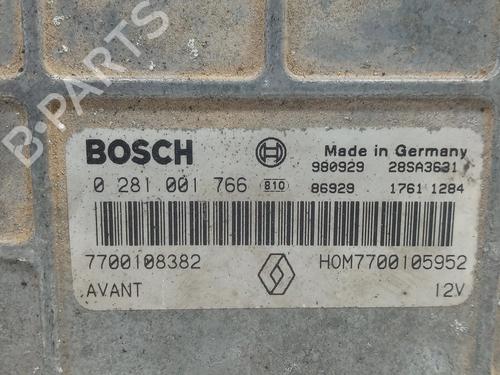 B-PARTS
BOSCH
Made in Germany
980929 28SA3631
0 281 001 766 810 86929 1761 1284
7700108382 HOM7700105952
AVANT 12V